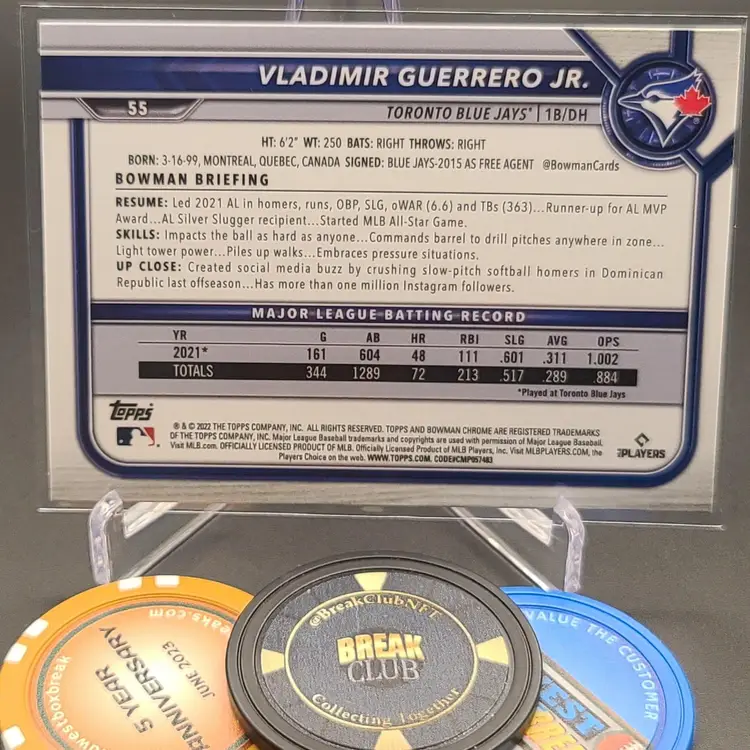 VLADIMIR GUERRERO JR.
55
TORONTO BLUE JAYS® | 1B/DH
HT: 6'2" WT: 250 BATS: RIGHT THROWS: RIGHT
BORN: 3-16-99, MONTREAL, QUEBEC, CANADA SIGNED: BLUE JAYS-2015 AS FREE AGENT @BowmanCards
BOWMAN BRIEFING
RESUME: Led 2021 AL in homers, runs, OBP, SLG, oWAR (6.6) and TBs (363)...Runner-up for AL MVP
Award...AL Silver Slugger recipient...Started MLB All-Star Game.
SKILLS: Impacts the ball as hard as anyone...Commands barrel to drill pitches anywhere in zone...
Light tower power...Piles up walks...Embraces pressure situations.
UP CLOSE: Created social media buzz by crushing slow-pitch softball homers in Dominican
Republic last offseason...Has more than one million Instagram followers.
MAJOR LEAGUE BATTING RECORD
YR G AB HR RBI SLG AVG OPS
2021* 161 604 48 111 .601 .311 1.002
TOTALS 344 1289 72 213 .517 .289 .884
*Played at Toronto Blue Jays
Topps
® & © 2022 THE TOPPS COMPANY, INC. ALL RIGHTS RESERVED. TOPPS AND BOWMAN CHROME ARE REGISTERED TRADEMARKS
OF THE TOPPS COMPANY, INC. Major League Baseball trademarks and copyrights are used with permission of Major League Baseball.
Visit MLB.com. OFFICIALLY LICENSED PRODUCT OF MLB. Officially Licensed Product of MLB Players, Inc. Visit MLBPLAYERS.COM, the
Players Choice on the web. WWW.TOPPS.COM. CODE#CMP057483
PLAYERS
eaks.com
5 YEAR
ANNIVERSARY
JUNE 2023
westboxbreak
@BreakClubNFT
BREAK
CLUB
Collecting Together
VALUE THE CUSTOMER